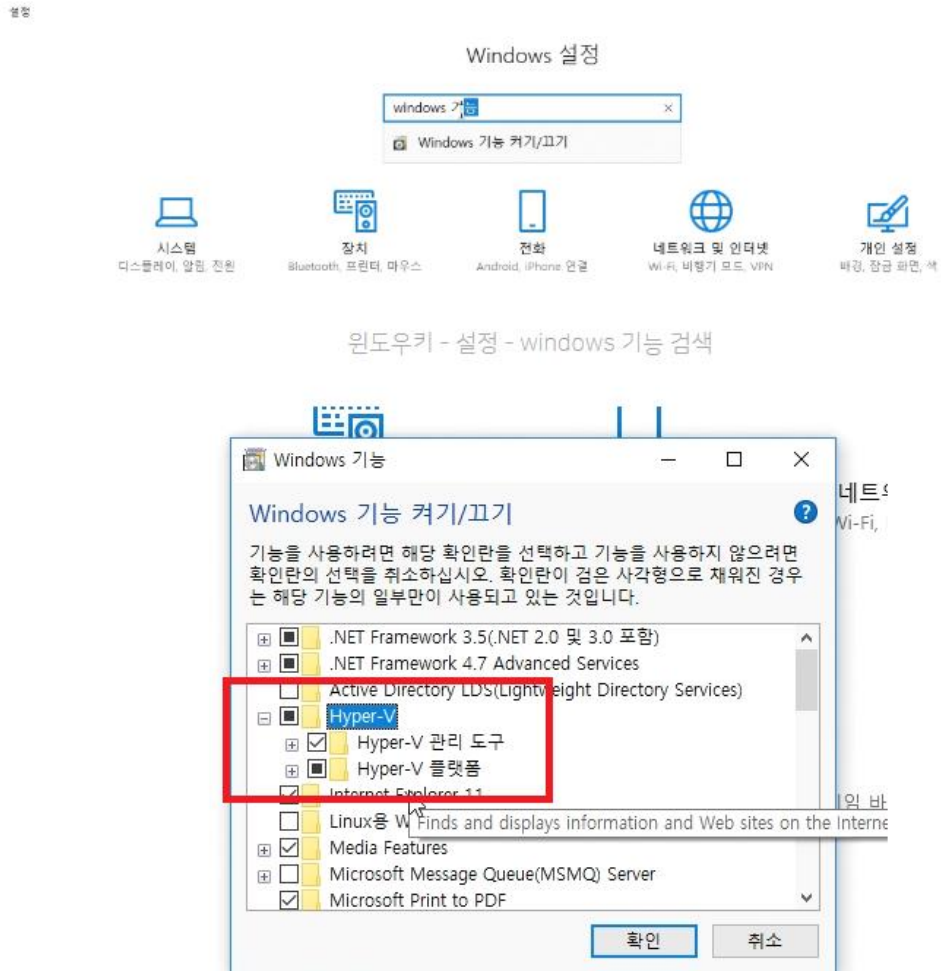 설정
Windows 설정
windows 기능
Windows 기능 켜기/끄기
시스템
디스플레이, 알림, 전원
장치
Bluetooth, 프린터, 마우스
전화
Android, iPhone 연결
네트워크 및 인터넷
Wi-Fi, 비행기 모드, VPN
개인 설정
배경, 잠금 화면, 색
윈도우키 - 설정 - windows 기능 검색
Windows 기능
네트
Wi-Fi,
Windows 기능 켜기/끄기
기능을 사용하려면 해당 확인란을 선택하고 기능을 사용하지 않으려면
확인란의 선택을 취소하십시오. 확인란이 검은 사각형으로 채워진 경우
는 해당 기능의 일부만이 사용되고 있는 것입니다.
.NET Framework 3.5(.NET 2.0 및 3.0 포함)
.NET Framework 4.7 Advanced Services
Active Directory LDS(Lightweight Directory Services)
Hyper-V
Hyper-V 관리 도구
Hyper-V 플랫폼
Internet Explorer 11
임 바
Linux용 W
Finds and displays information and Web sites on the Interne
Media Features
Microsoft Message Queue(MSMQ) Server
Microsoft Print to PDF
확인
취소